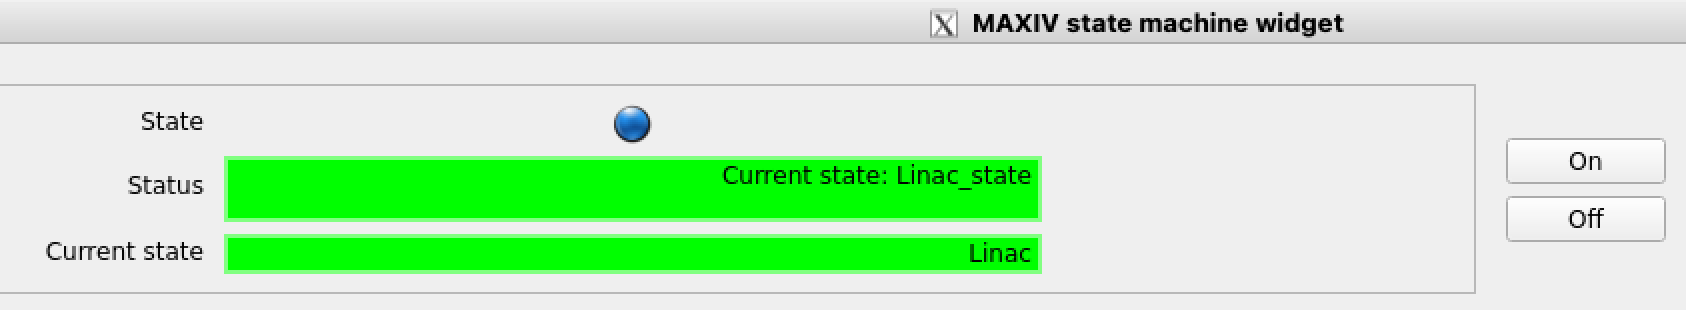 MAXIV state machine widget
State
Status
Current state: Linac_state
Current state
Linac
On
Off